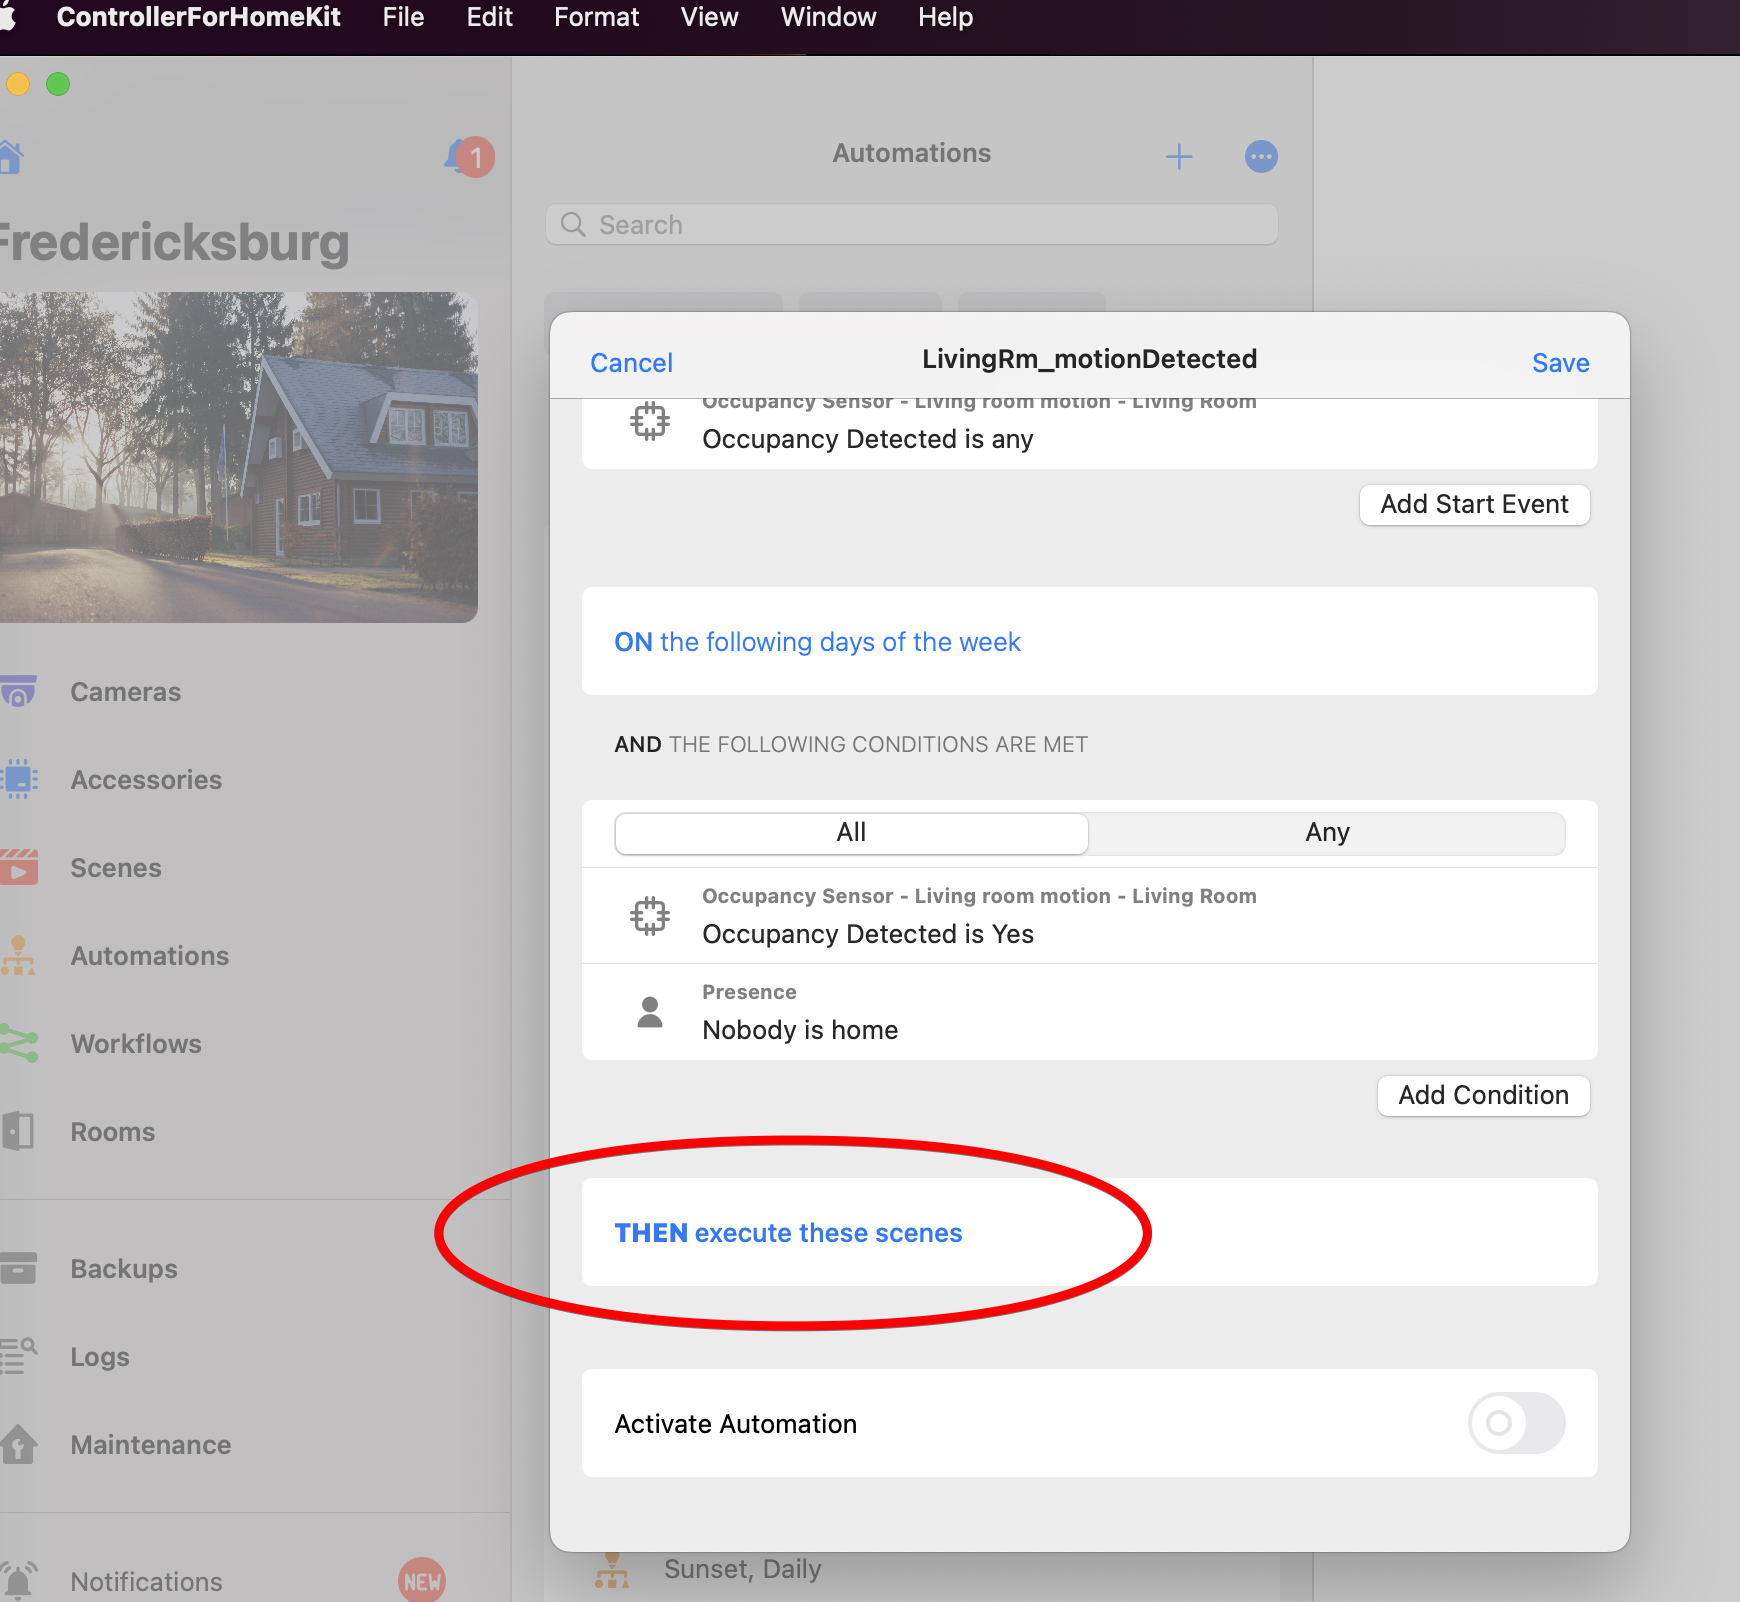 ControllerForHomeKit File Edit Format View Window Help
1
Automations
Search
Fredericksburg
Cancel
LivingRm_motionDetected
Save
Occupancy Sensor - Living room motion - Living Room
Occupancy Detected is any
Add Start Event
ON the following days of the week
Cameras
AND THE FOLLOWING CONDITIONS ARE MET
Accessories
All
Any
Scenes
Occupancy Sensor - Living room motion - Living Room
Occupancy Detected is Yes
Automations
Presence
Nobody is home
Workflows
Add Condition
Rooms
THEN execute these scenes
Backups
Logs
Activate Automation
Maintenance
Sunset, Daily
Notifications
NEW